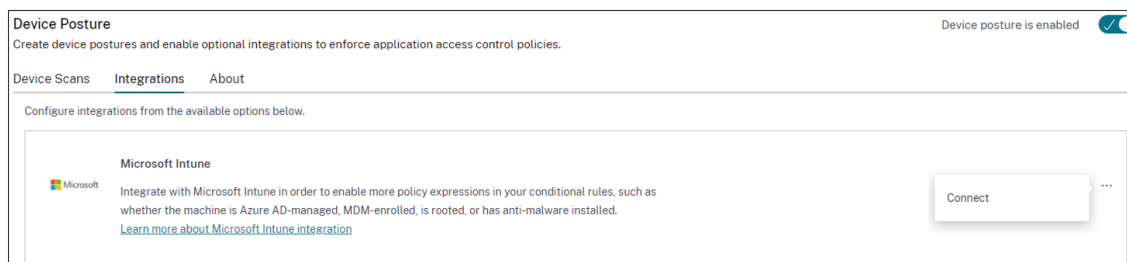 Device Posture
Device posture is enabled
Create device postures and enable optional integrations to enforce application access control policies.
Device Scans Integrations About
Configure integrations from the available options below.
Microsoft Intune
Microsoft
Integrate with Microsoft Intune in order to enable more policy expressions in your conditional rules, such as
whether the machine is Azure AD-managed, MDM-enrolled, is rooted, or has anti-malware installed.
Learn more about Microsoft Intune integration
Connect
...